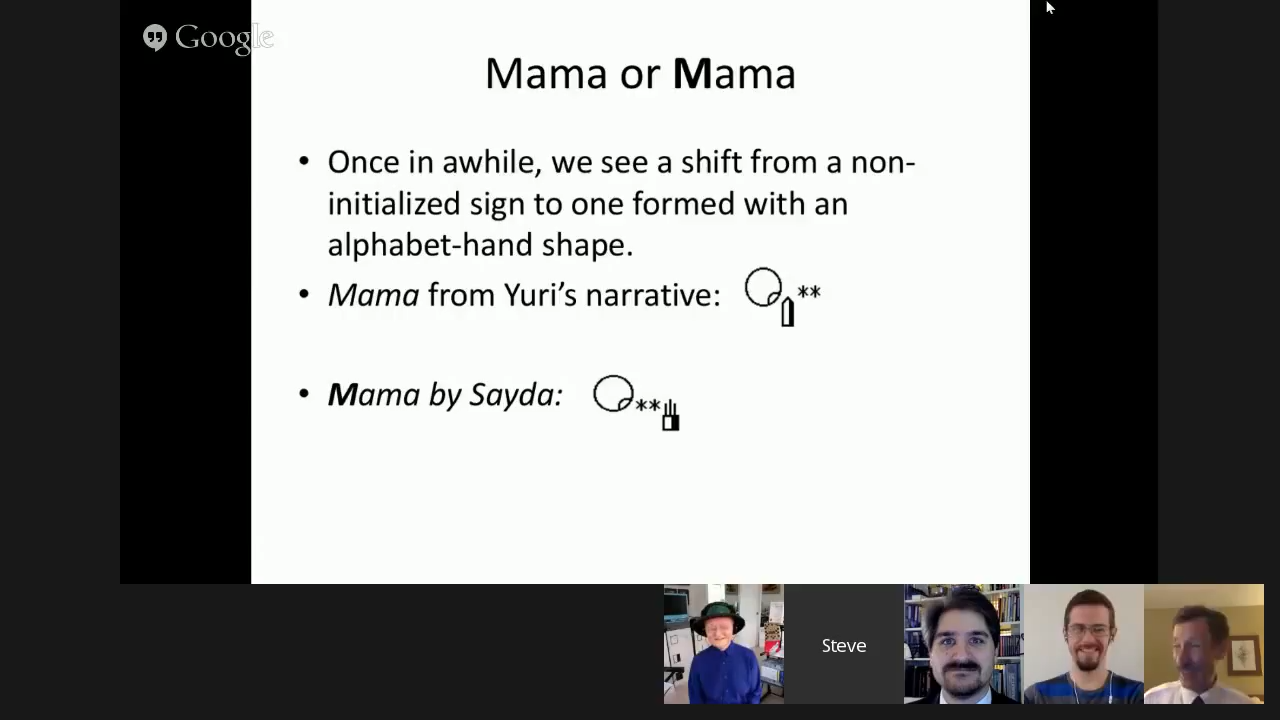 Google
Mama or Mama
• Once in awhile, we see a shift from a non-
initialized sign to one formed with an
alphabet-hand shape.
• Mama from Yuri’s narrative: **
• Mama by Sayda: **
Steve